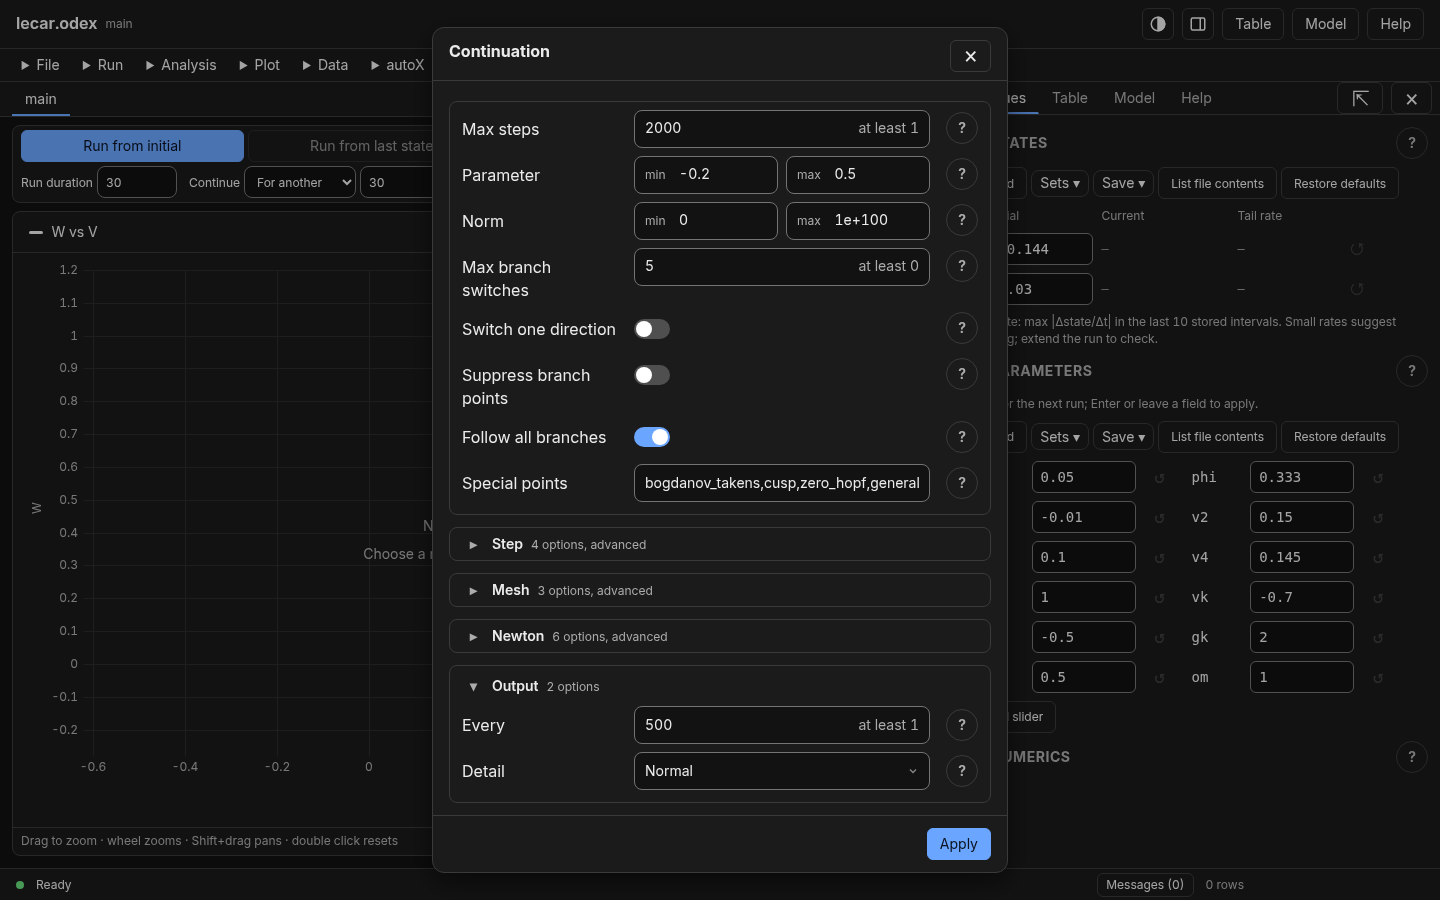 lecar.odex main
Table Model Help
File Run Analysis Plot Data autoX
main
Run from initial Run from last state
Run duration 30 Continue For another 30
W vs V
1.2
1.1
1
0.9
0.8
0.7
0.6
0.5
0.4
0.3
0.2
0.1
0
-0.1
-0.2
W
-0.6 -0.4 -0.2 0
Choose a
Drag to zoom · wheel zooms · Shift+drag pans · double click resets
Ready
Continuation
Max steps 2000 at least 1 ?
Parameter min -0.2 max 0.5 ?
Norm min 0 max 1e+100 ?
Max branch switches 5 at least 0 ?
Switch one direction ?
Suppress branch points ?
Follow all branches ?
Special points bogdanov_takens,cusp,zero_hopf,general ?
Step 4 options, advanced
Mesh 3 options, advanced
Newton 6 options, advanced
Output 2 options
Every 500 at least 1 ?
Detail Normal ?
Apply
Table Model Help
?
Sets ▾ Save ▾ List file contents Restore defaults
Current Tail rate
0.144 – –
.03 – –
max |Δstate/Δt| in the last 10 stored intervals. Small rates suggest
extend the run to check.
?
the next run; Enter or leave a field to apply.
Sets ▾ Save ▾ List file contents Restore defaults
0.05 phi 0.333
-0.01 v2 0.15
0.1 v4 0.145
1 vk -0.7
-0.5 gk 2
0.5 om 1
slider
?
Messages (0) 0 rows